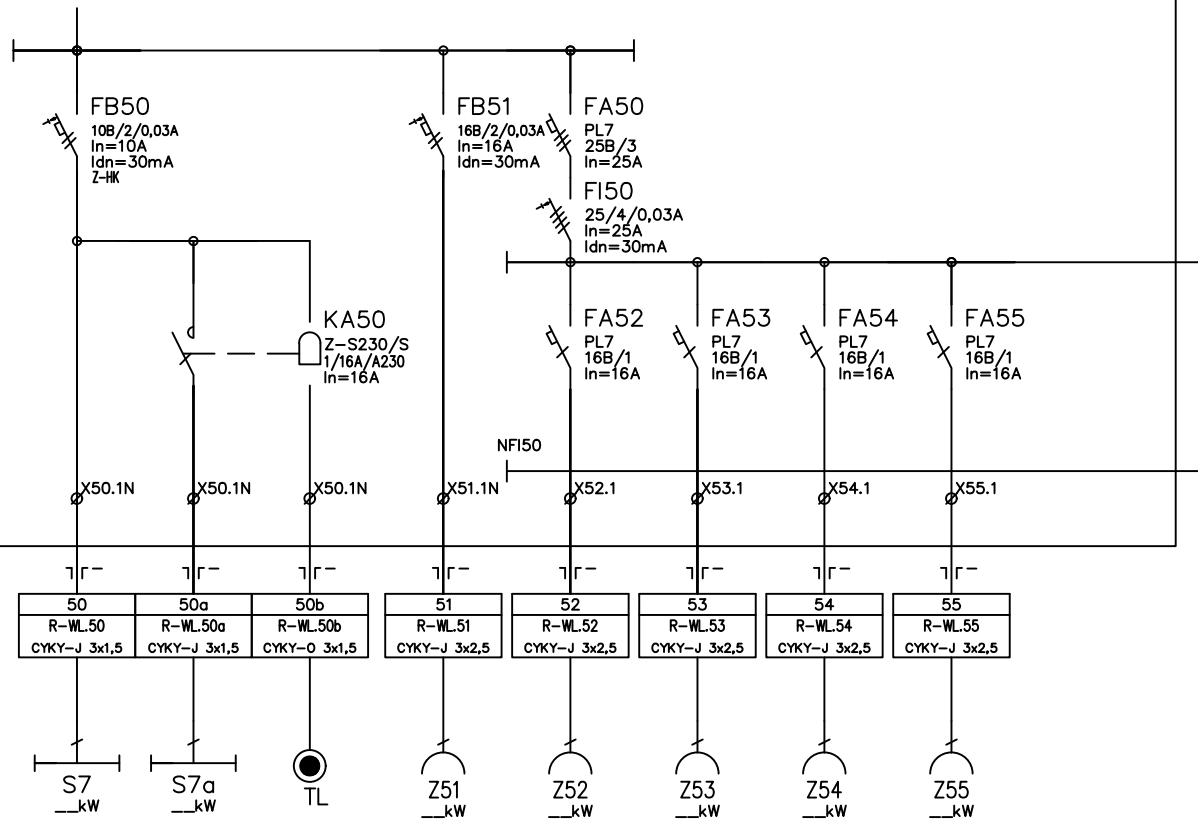 FB50
10B/2/0,03A
In=10A
Idn=30mA
Z-HK
FB51
16B/2/0,03A
In=16A
Idn=30mA
FA50
PL7
25B/3
In=25A
FI50
25/4/0,03A
In=25A
Idn=30mA
KA50
Z-S230/S
1/16A/A230
In=16A
FA52
PL7
16B/1
In=16A
FA53
PL7
16B/1
In=16A
FA54
PL7
16B/1
In=16A
FA55
PL7
16B/1
In=16A
NFI50
X50.1N
X50.1N
X50.1N
X51.1N
X52.1
X53.1
X54.1
X55.1
50
R-WL.50
CYKY-J 3x1,5
50a
R-WL.50a
CYKY-J 3x1,5
50b
R-WL.50b
CYKY-O 3x1,5
51
R-WL.51
CYKY-J 3x2,5
52
R-WL.52
CYKY-J 3x2,5
53
R-WL.53
CYKY-J 3x2,5
54
R-WL.54
CYKY-J 3x2,5
55
R-WL.55
CYKY-J 3x2,5
S7
__kW
S7a
__kW
TL
Z51
__kW
Z52
__kW
Z53
__kW
Z54
__kW
Z55
__kW